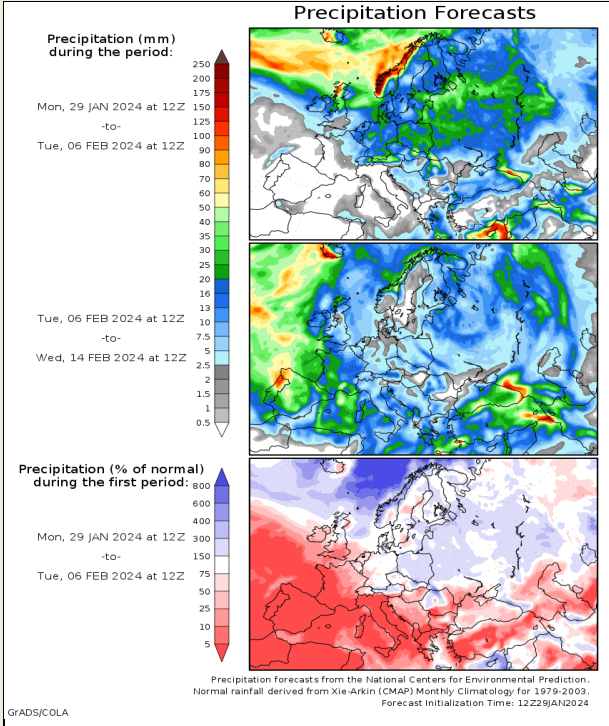 Precipitation Forecasts
Precipitation (mm)
during the period:
Mon, 29 JAN 2024 at 12Z
-to-
Tue, 06 FEB 2024 at 12Z
250
200
175
150
125
100
90
80
70
60
50
40
35
30
25
20
16
13
10
7.5
5
2.5
2
1.5
1
0.5
Tue, 06 FEB 2024 at 12Z
-to-
Wed, 14 FEB 2024 at 12Z
Precipitation (% of normal)
during the first period:
Mon, 29 JAN 2024 at 12Z
-to-
Tue, 06 FEB 2024 at 12Z
800
600
400
300
150
75
50
25
10
5
Precipitation forecasts from the National Centers for Environmental Prediction.
Normal rainfall derived from Xie-Arkin (CMAP) Monthly Climatology for 1979-2003.
Forecast Initialization Time: 12Z29JAN2024
GrADS/COLA